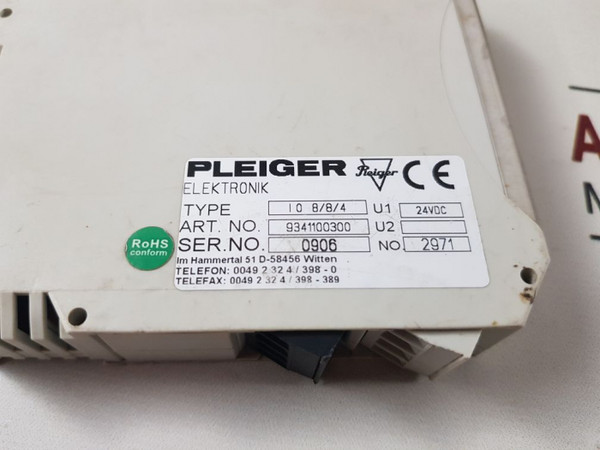 PLEIGER Pleiger CE
ELEKTRONIK
TYPE IO 8/8/4 U1 24VDC
ART. NO. 9341100300 U2
SER.NO. 0906 NO. 2971
Im Hammertal 51 D-58456 Witten
TELEFON: 0049 2 32 4 / 398 - 0
TELEFAX: 0049 2 32 4 / 398 - 389
RoHS
conform